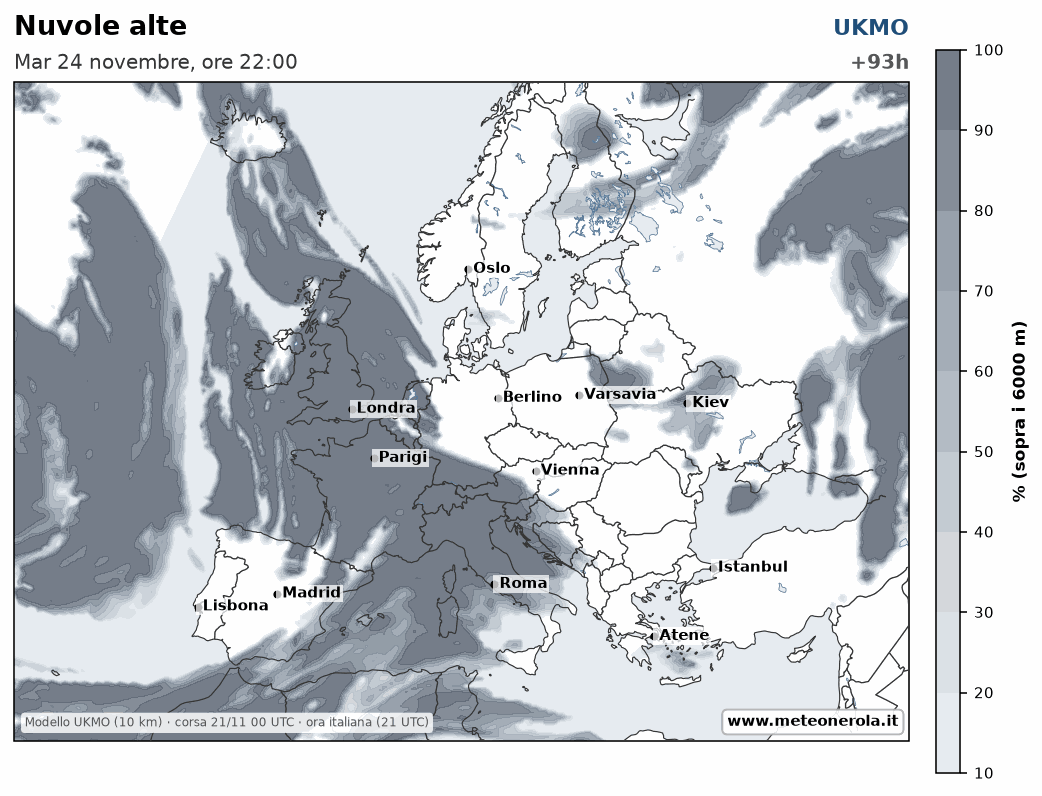 Nuvole alte
UKMO
Mar 24 novembre, ore 22:00
+93h
100
90
80
70
60
50
40
30
20
10
% (sopra i 6000 m)
Oslo
Londra
Berlino
Varsavia
Kiev
Parigi
Vienna
Roma
Istanbul
Madrid
Lisbona
Atene
Modello UKMO (10 km) · corsa 21/11 00 UTC · ora italiana (21 UTC)
www.meteonerola.it